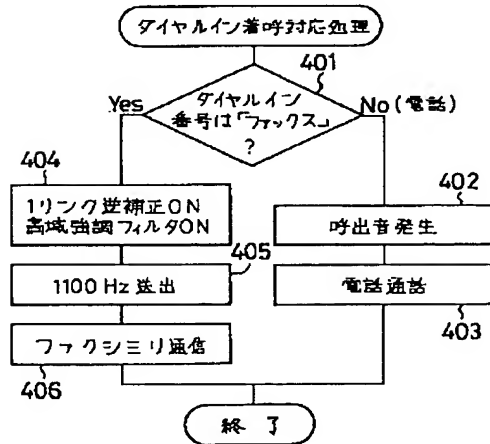 ダイヤルイン着呼対応処理
401
Yes
ダイヤルイン
番号は「ファックス」
?
No (電話)
404
1リンク逆補正ON
高域強調フィルタON
402
呼出音発生
405
1100 Hz 送出
電話通話
403
ファクシミリ通信
406
終了